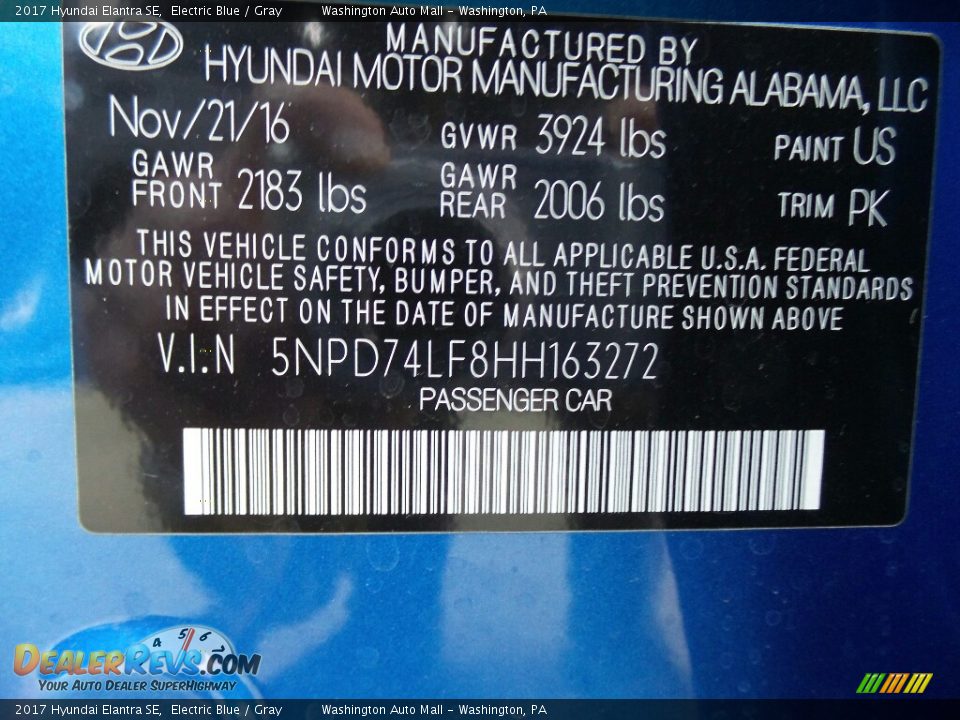 2017 Hyundai Elantra SE, Electric Blue / Gray Washington Auto Mall - Washington, PA
MANUFACTURED BY
HYUNDAI MOTOR MANUFACTURING ALABAMA, LLC
Nov/21/16 GVWR 3924 lbs PAINT US
GAWR FRONT 2183 lbs GAWR REAR 2006 lbs TRIM PK
THIS VEHICLE CONFORMS TO ALL APPLICABLE U.S.A. FEDERAL
MOTOR VEHICLE SAFETY, BUMPER, AND THEFT PREVENTION STANDARDS
IN EFFECT ON THE DATE OF MANUFACTURE SHOWN ABOVE
V.I.N 5NPD74LF8HH163272
PASSENGER CAR
4 5 6
DEALERREVS.COM
YOUR AUTO DEALER SUPERHIGHWAY
2017 Hyundai Elantra SE, Electric Blue / Gray Washington Auto Mall - Washington, PA